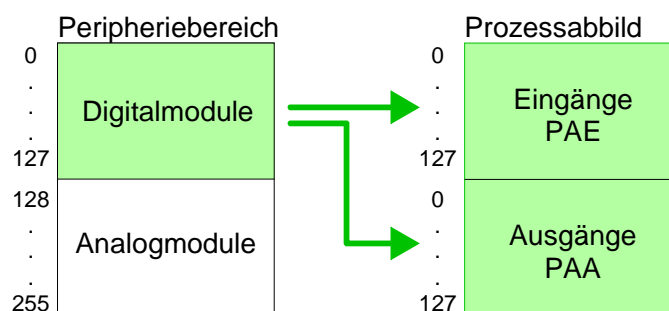 Peripheriebereich
0
.
.
.
127
Digitalmodule
128
.
.
.
255
Analogmodule
Prozessabbild
0
.
.
.
127
Eingänge
PAE
0
.
.
.
127
Ausgänge
PAA